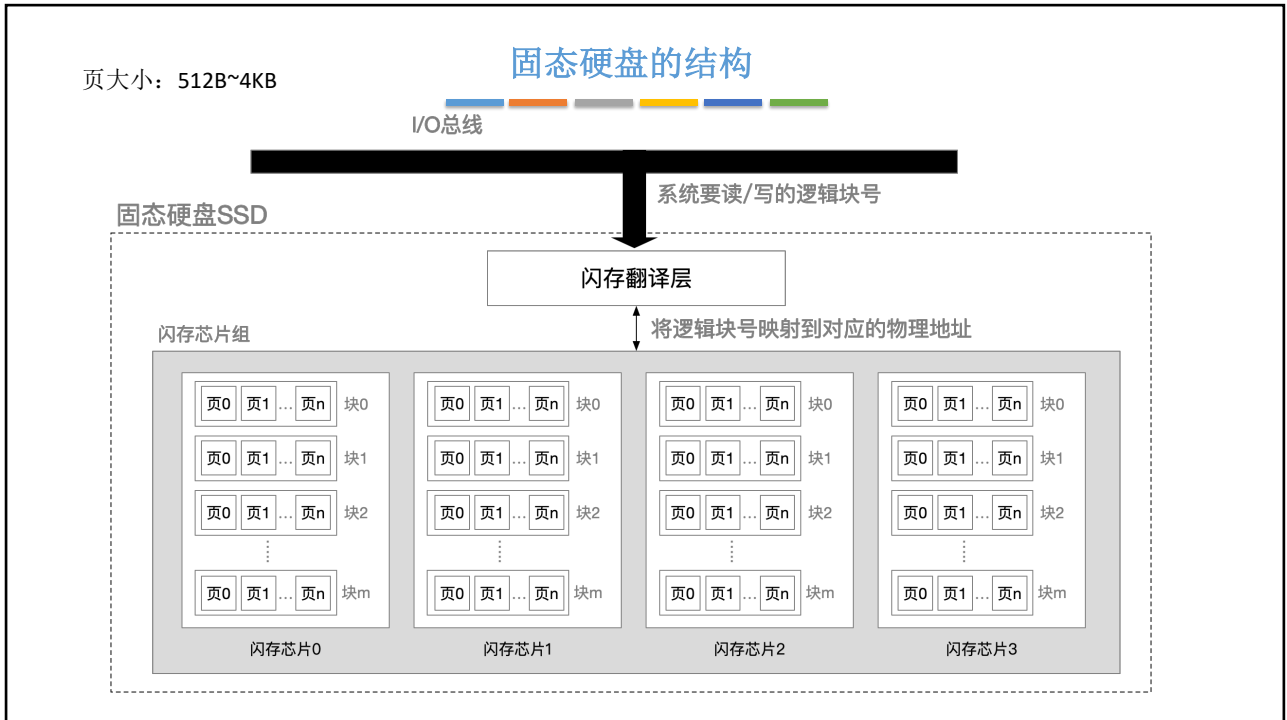 固态硬盘的结构
页大小：512B~4KB
I/O总线
系统要读/写的逻辑块号
固态硬盘SSD
闪存翻译层
将逻辑块号映射到对应的物理地址
闪存芯片组
页0 页1 … 页n 块0 页0 页1 … 页n 块0 页0 页1 … 页n 块0 页0 页1 … 页n 块0
页0 页1 … 页n 块1 页0 页1 … 页n 块1 页0 页1 … 页n 块1 页0 页1 … 页n 块1
页0 页1 … 页n 块2 页0 页1 … 页n 块2 页0 页1 … 页n 块2 页0 页1 … 页n 块2
页0 页1 … 页n 块m 页0 页1 … 页n 块m 页0 页1 … 页n 块m 页0 页1 … 页n 块m
闪存芯片0 闪存芯片1 闪存芯片2 闪存芯片3